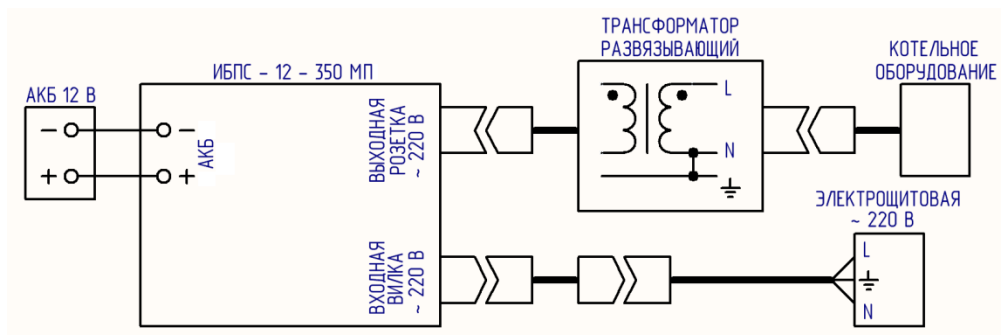 ТРАНСФОРМАТОР
РАЗВЯЗЫВАЮЩИЙ
КОТЕЛЬНОЕ
ОБОРУДОВАНИЕ
ИБПС - 12 - 350 МП
АКБ 12 В
- -
+ +
АКБ
ВЫХОДНАЯ
РОЗЕТКА
~ 220 В
L
N
ВХОДНАЯ
ВИЛКА
~ 220 В
ЭЛЕКТРОЩИТОВАЯ
~ 220 В
L
N